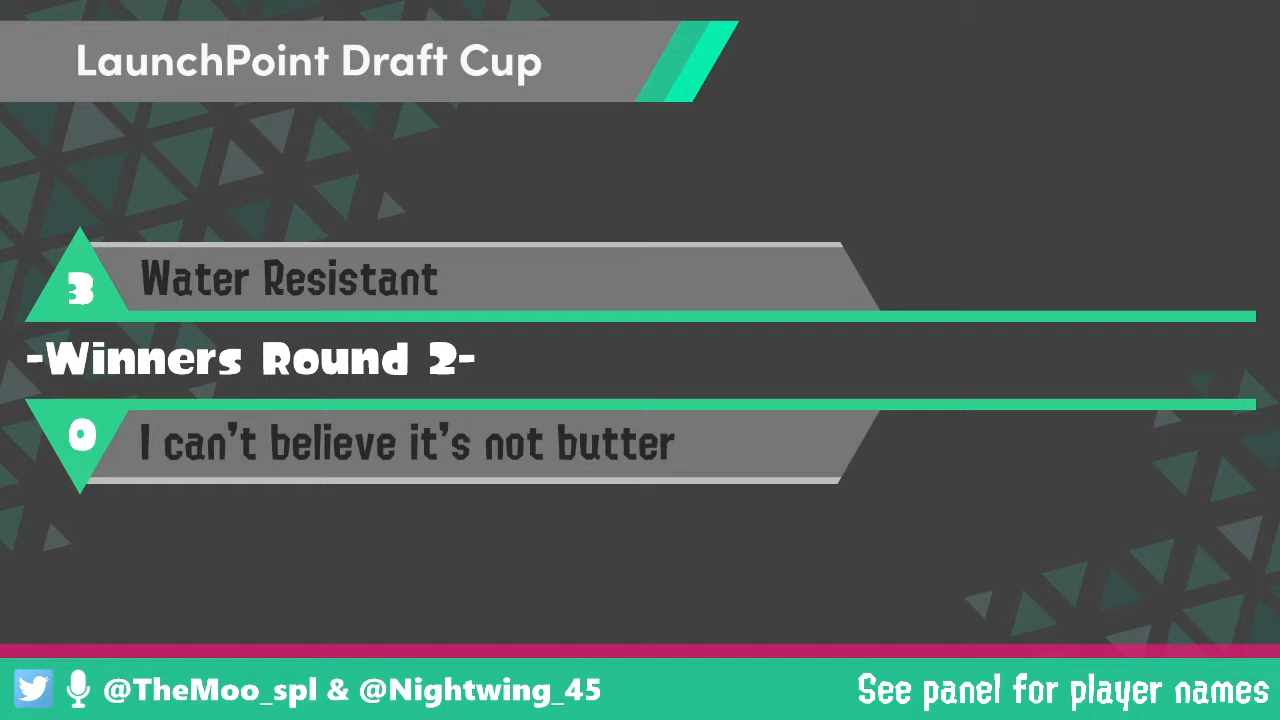 LaunchPoint Draft Cup
3
Water Resistant
-Winners Round 2-
0
I can't believe it's not butter
@TheMoo_spl & @Nightwing_45
See panel for player names